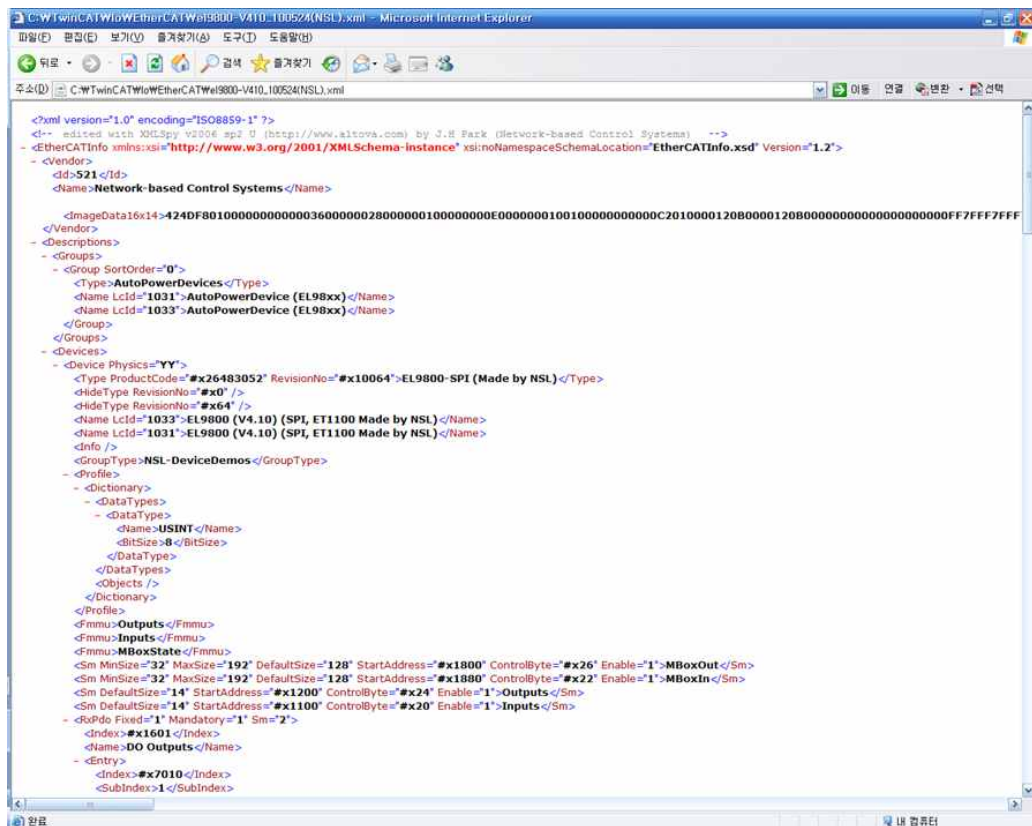 C:₩TwinCAT₩Io₩EtherCAT₩el9800-V410_100524(NSL).xml - Microsoft Internet Explorer
파일(F) 편집(E) 보기(V) 즐겨찾기(A) 도구(T) 도움말(H)
뒤로 검색 즐겨찾기
주소(D) C:₩TwinCAT₩Io₩EtherCAT₩el9800-V410_100524(NSL).xml 이동 연결 변환 선택
<?xml version="1.0" encoding="ISO8859-1" ?>
<!-- edited with XMLSpy v2006 sp2 U (http://www.altova.com) by J.H Park (Network-based Control Systems) -->
- <EtherCATInfo xmlns:xsi="http://www.w3.org/2001/XMLSchema-instance" xsi:noNamespaceSchemaLocation="EtherCATInfo.xsd" Version="1.2">
- <Vendor>
<Id>521</Id>
<Name>Network-based Control Systems</Name>
</Vendor>
- <Descriptions>
- <Groups>
- <Group SortOrder="0">
<Type>AutoPowerDevices</Type>
<Name LcId="1031">AutoPowerDevice (EL98xx)</Name>
<Name LcId="1033">AutoPowerDevice (EL98xx)</Name>
</Group>
</Groups>
- <Devices>
- <Device Physics="YY">
<Type ProductCode="#x26483052" RevisionNo="#x10064">EL9800-SPI (Made by NSL)</Type>
<HideType RevisionNo="#x0" />
<HideType RevisionNo="#x64" />
<Name LcId="1033">EL9800 (V4.10) (SPI, ET1100 Made by NSL)</Name>
<Name LcId="1031">EL9800 (V4.10) (SPI, ET1100 Made by NSL)</Name>
<Info />
<GroupType>NSL-DeviceDemos</GroupType>
- <Profile>
- <Dictionary>
- <DataTypes>
- <DataType>
<Name>USINT</Name>
<BitSize>8</BitSize>
</DataType>
</DataTypes>
<Objects />
</Dictionary>
</Profile>
<Fmmu>Outputs</Fmmu>
<Fmmu>Inputs</Fmmu>
<Fmmu>MBoxState</Fmmu>
<Sm MinSize="32" MaxSize="192" DefaultSize="128" StartAddress="#x1800" ControlByte="#x26" Enable="1">MBoxOut</Sm>
<Sm MinSize="32" MaxSize="192" DefaultSize="128" StartAddress="#x1880" ControlByte="#x22" Enable="1">MBoxIn</Sm>
<Sm DefaultSize="14" StartAddress="#x1200" ControlByte="#x24" Enable="1">Outputs</Sm>
<Sm DefaultSize="14" StartAddress="#x1100" ControlByte="#x20" Enable="1">Inputs</Sm>
- <RxPdo Fixed="1" Mandatory="1" Sm="2">
<Index>#x1601</Index>
<Name>DO Outputs</Name>
- <Entry>
<Index>#x7010</Index>
<SubIndex>1</SubIndex>
완료 내 컴퓨터